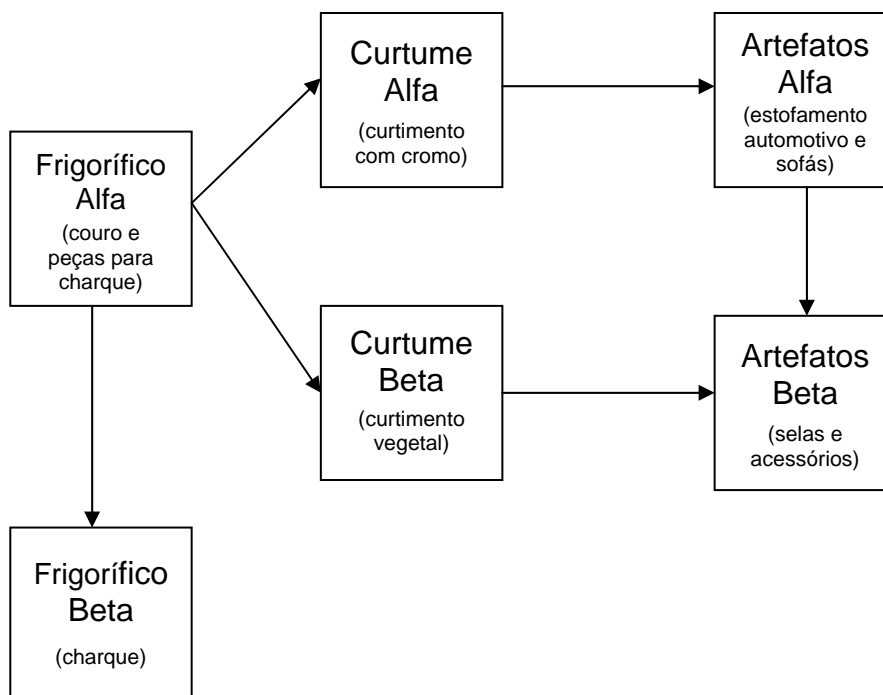 Frigorífico
Alfa
(couro e
peças para
charque)
Curtume
Alfa
(curtimento
com cromo)
Artefatos
Alfa
(estofamento
automotivo e
sofás)
Curtume
Beta
(curtimento
vegetal)
Artefatos
Beta
(selas e
acessórios)
Frigorífico
Beta
(charque)